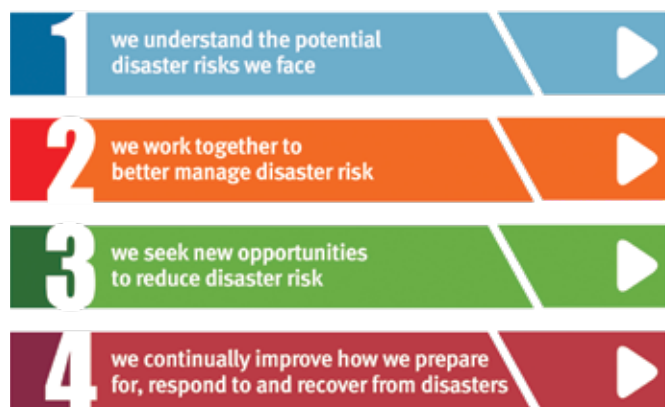 1
we understand the potential
disaster risks we face
2
we work together to
better manage disaster risk
3
we seek new opportunities
to reduce disaster risk
4
we continually improve how we prepare
for, respond to and recover from disasters